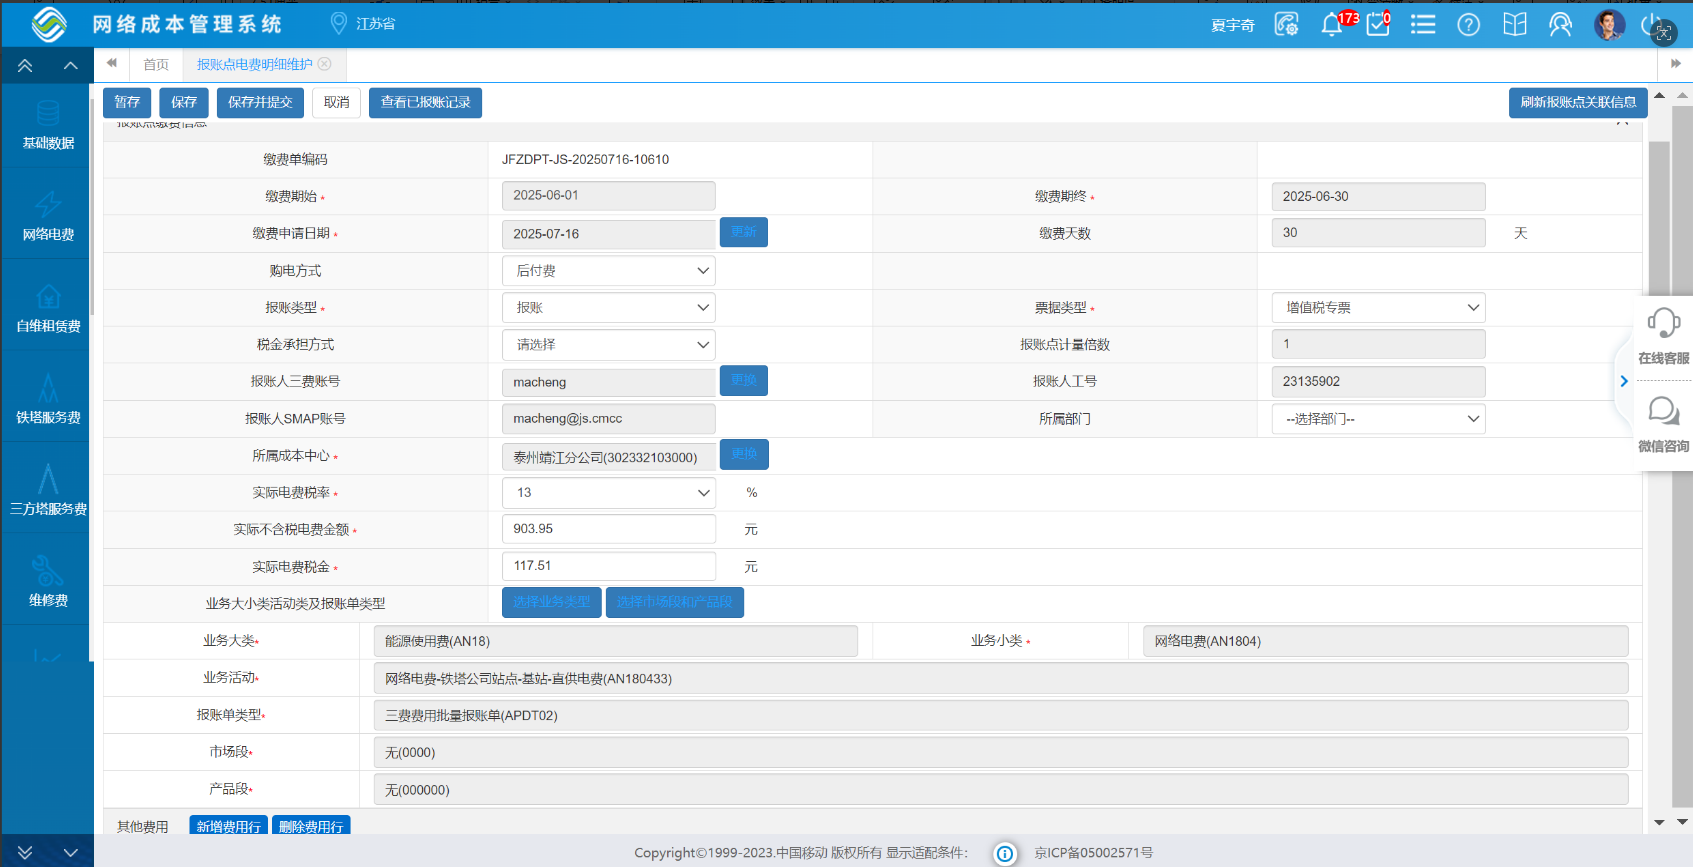 网络成本管理系统
江苏省
夏宇奇
173
0
首页
报账点电费明细维护
暂存
保存
保存并提交
取消
查看已报账记录
刷新报账点关联信息
报账点缴费信息
缴费单编码
JFZDPT-JS-20250716-10610
缴费期始 *
2025-06-01
缴费期终 *
2025-06-30
缴费申请日期 *
2025-07-16
更新
缴费天数
30
天
购电方式
后付费
报账类型 *
报账
票据类型 *
增值税专票
税金承担方式
请选择
报账点计量倍数
1
报账人三费账号
macheng
更换
报账人工号
23135902
报账人SMAP账号
macheng@js.cmcc
所属部门
--选择部门--
所属成本中心 *
泰州靖江分公司(302332103000)
更换
实际电费税率 *
13
%
实际不含税电费金额 *
903.95
元
实际电费税金 *
117.51
元
业务大小类活动类及报账单类型
选择业务类型
选择市场段和产品段
业务大类*
能源使用费(AN18)
业务小类 *
网络电费(AN1804)
业务活动*
网络电费-铁塔公司站点-基站-直供电费(AN180433)
报账单类型*
三费费用批量报账单(APDT02)
市场段*
无(0000)
产品段*
无(000000)
其他费用
新增费用行
删除费用行
基础数据
网络电费
自维租赁费
铁塔服务费
三方塔服务费
维修费
在线客服
微信咨询
Copyright©1999-2023.中国移动 版权所有 显示适配条件：
京ICP备05002571号